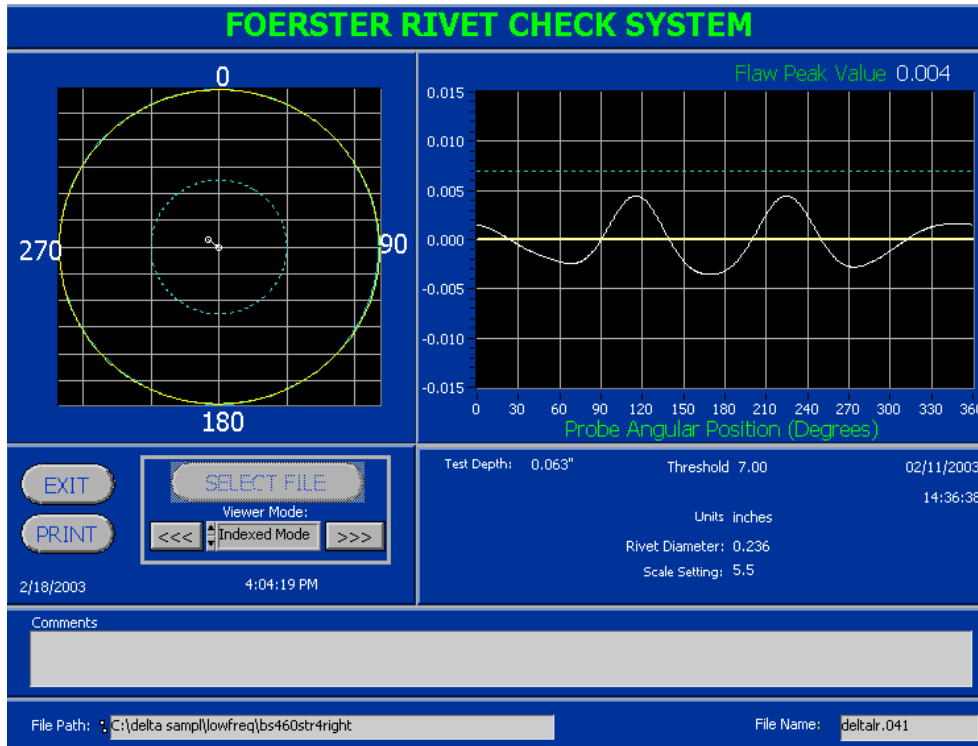 FOERSTER RIVET CHECK SYSTEM
0
270
90
180
Flaw Peak Value 0.004
0.015
0.010
0.005
0.000
-0.005
-0.010
-0.015
0 30 60 90 120 150 180 210 240 270 300 330 360
Probe Angular Position (Degrees)
EXIT
PRINT
SELECT FILE
Viewer Mode:
<<< Indexed Mode >>>
2/18/2003 4:04:19 PM
Test Depth: 0.063" Threshold 7.00 02/11/2003
14:36:38
Units inches
Rivet Diameter: 0.236
Scale Setting: 5.5
Comments
File Path: C:\delta sampl\lowfreq\bs460str4right File Name: deltalr.041